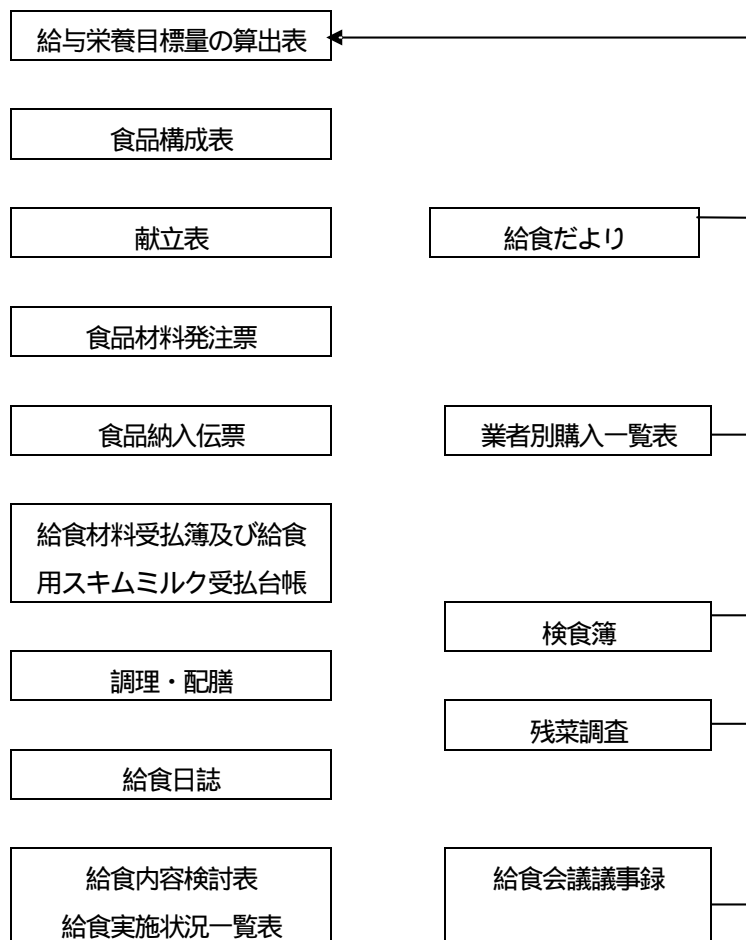 給与栄養目標量の算出表
食品構成表
献立表
給食だより
食品材料発注票
食品納入伝票
業者別購入一覧表
給食材料受払簿及び給食
用スキムミルク受払台帳
検食簿
調理・配膳
残菜調査
給食日誌
給食内容検討表
給食実施状況一覧表
給食会議議事録